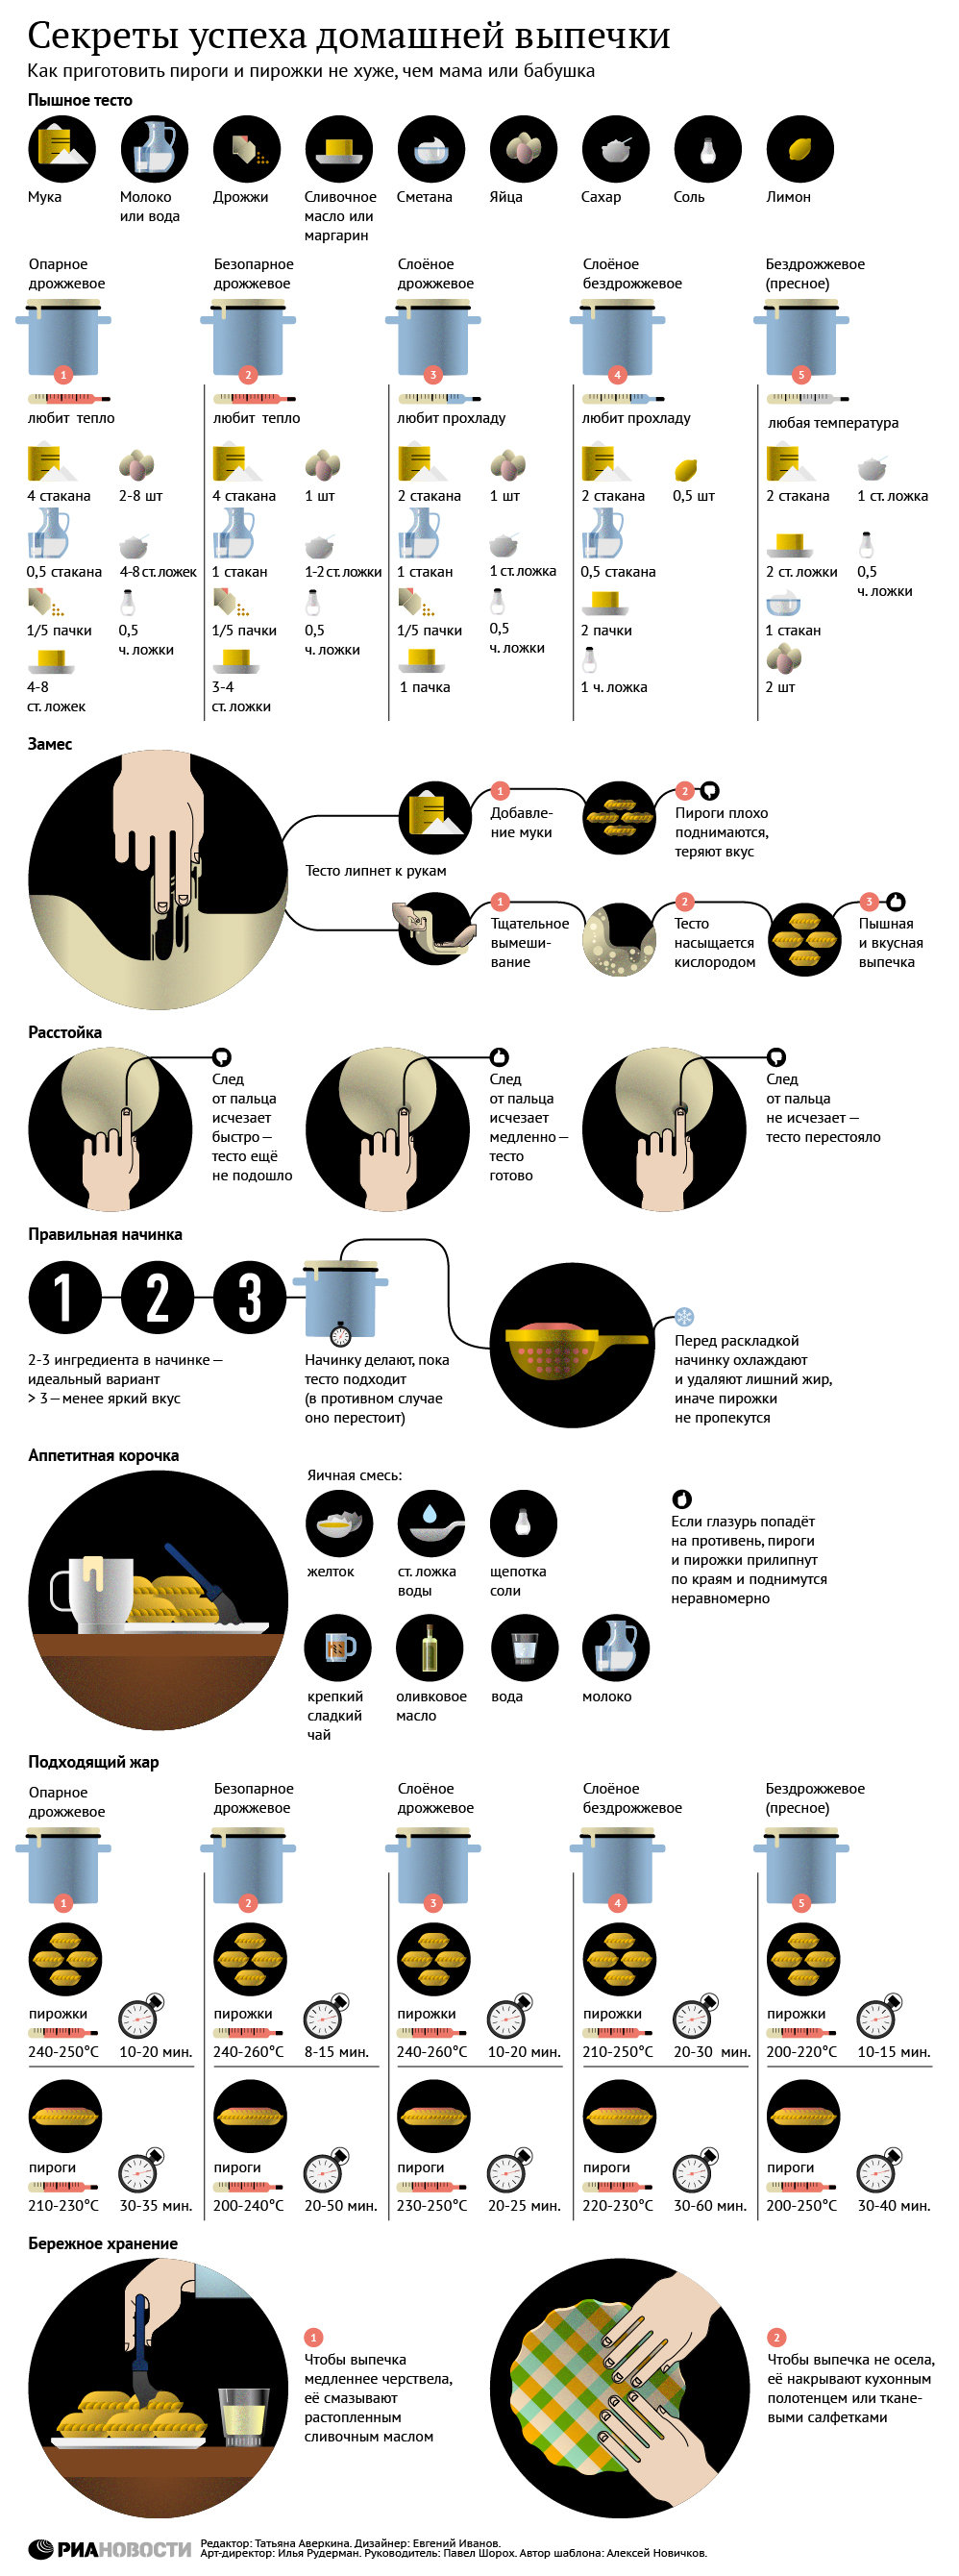 Секреты успеха домашней выпечки
Как приготовить пироги и пирожки не хуже, чем мама или бабушка
Пышное тесто
Мука
Молоко
или вода
Дрожжи
Сливочное
масло или
маргарин
Сметана
Яйца
Сахар
Соль
Лимон
Опарное
дрожжевое
1
любит тепло
4 стакана
2-8 шт
0,5 стакана
4-8 ст. ложек
1/5 пачки
0,5
ч. ложки
4-8
ст. ложек
Безопарное
дрожжевое
2
любит тепло
4 стакана
1 шт
1 стакан
1-2 ст. ложки
1/5 пачки
0,5
ч. ложки
3-4
ст. ложки
Слоёное
дрожжевое
3
любит прохладу
2 стакана
1 шт
1 стакан
1 ст. ложка
1/5 пачки
0,5
ч. ложки
1 пачка
Слоёное
бездрожжевое
4
любит прохладу
2 стакана
0,5 шт
0,5 стакана
2 пачки
1 ч. ложка
Бездрожжевое
(пресное)
5
любая температура
2 стакана
1 ст. ложка
2 ст. ложки
0,5
ч. ложки
1 стакан
2 шт
Замес
Тесто липнет к рукам
1
Добавле-
ние муки
2
Пироги плохо
поднимаются,
теряют вкус
1
Тщательное
вымеши-
вание
2
Тесто
насыщается
кислородом
3
Пышная
и вкусная
выпечка
Расстойка
След
от пальца
исчезает
быстро —
тесто ещё
не подошло
След
от пальца
исчезает
медленно —
тесто
готово
След
от пальца
не исчезает —
тесто перестояло
Правильная начинка
1
2
3
2-3 ингредиента в начинке —
идеальный вариант
> 3 — менее яркий вкус
Начинку делают, пока
тесто подходит
(в противном случае
оно перестоит)
Перед раскладкой
начинку охлаждают
и удаляют лишний жир,
иначе пирожки
не пропекутся
Аппетитная корочка
Яичная смесь:
желток
ст. ложка
воды
щепотка
соли
крепкий
сладкий
чай
оливковое
масло
вода
молоко
Если глазурь попадёт
на противень, пироги
и пирожки прилипнут
по краям и поднимутся
неравномерно
Подходящий жар
Опарное
дрожжевое
1
пирожки
240-250°C
10-20 мин.
пироги
210-230°C
30-35 мин.
Безопарное
дрожжевое
2
пирожки
240-260°C
8-15 мин.
пироги
200-240°C
20-50 мин.
Слоёное
дрожжевое
3
пирожки
240-260°C
10-20 мин.
пироги
230-250°C
20-25 мин.
Слоёное
бездрожжевое
4
пирожки
210-250°C
20-30 мин.
пироги
220-230°C
30-60 мин.
Бездрожжевое
(пресное)
5
пирожки
200-220°C
10-15 мин.
пироги
200-250°C
30-40 мин.
Бережное хранение
1
Чтобы выпечка
медленнее черствела,
её смазывают
растопленным
сливочным маслом
2
Чтобы выпечка не осела,
её накрывают кухонным
полотенцем или ткане-
выми салфетками
РИАНОВОСТИ
Редактор: Татьяна Аверкина. Дизайнер: Евгений Иванов.
Арт-директор: Илья Рудерман. Руководитель: Павел Шорох. Автор шаблона: Алексей Новичков.